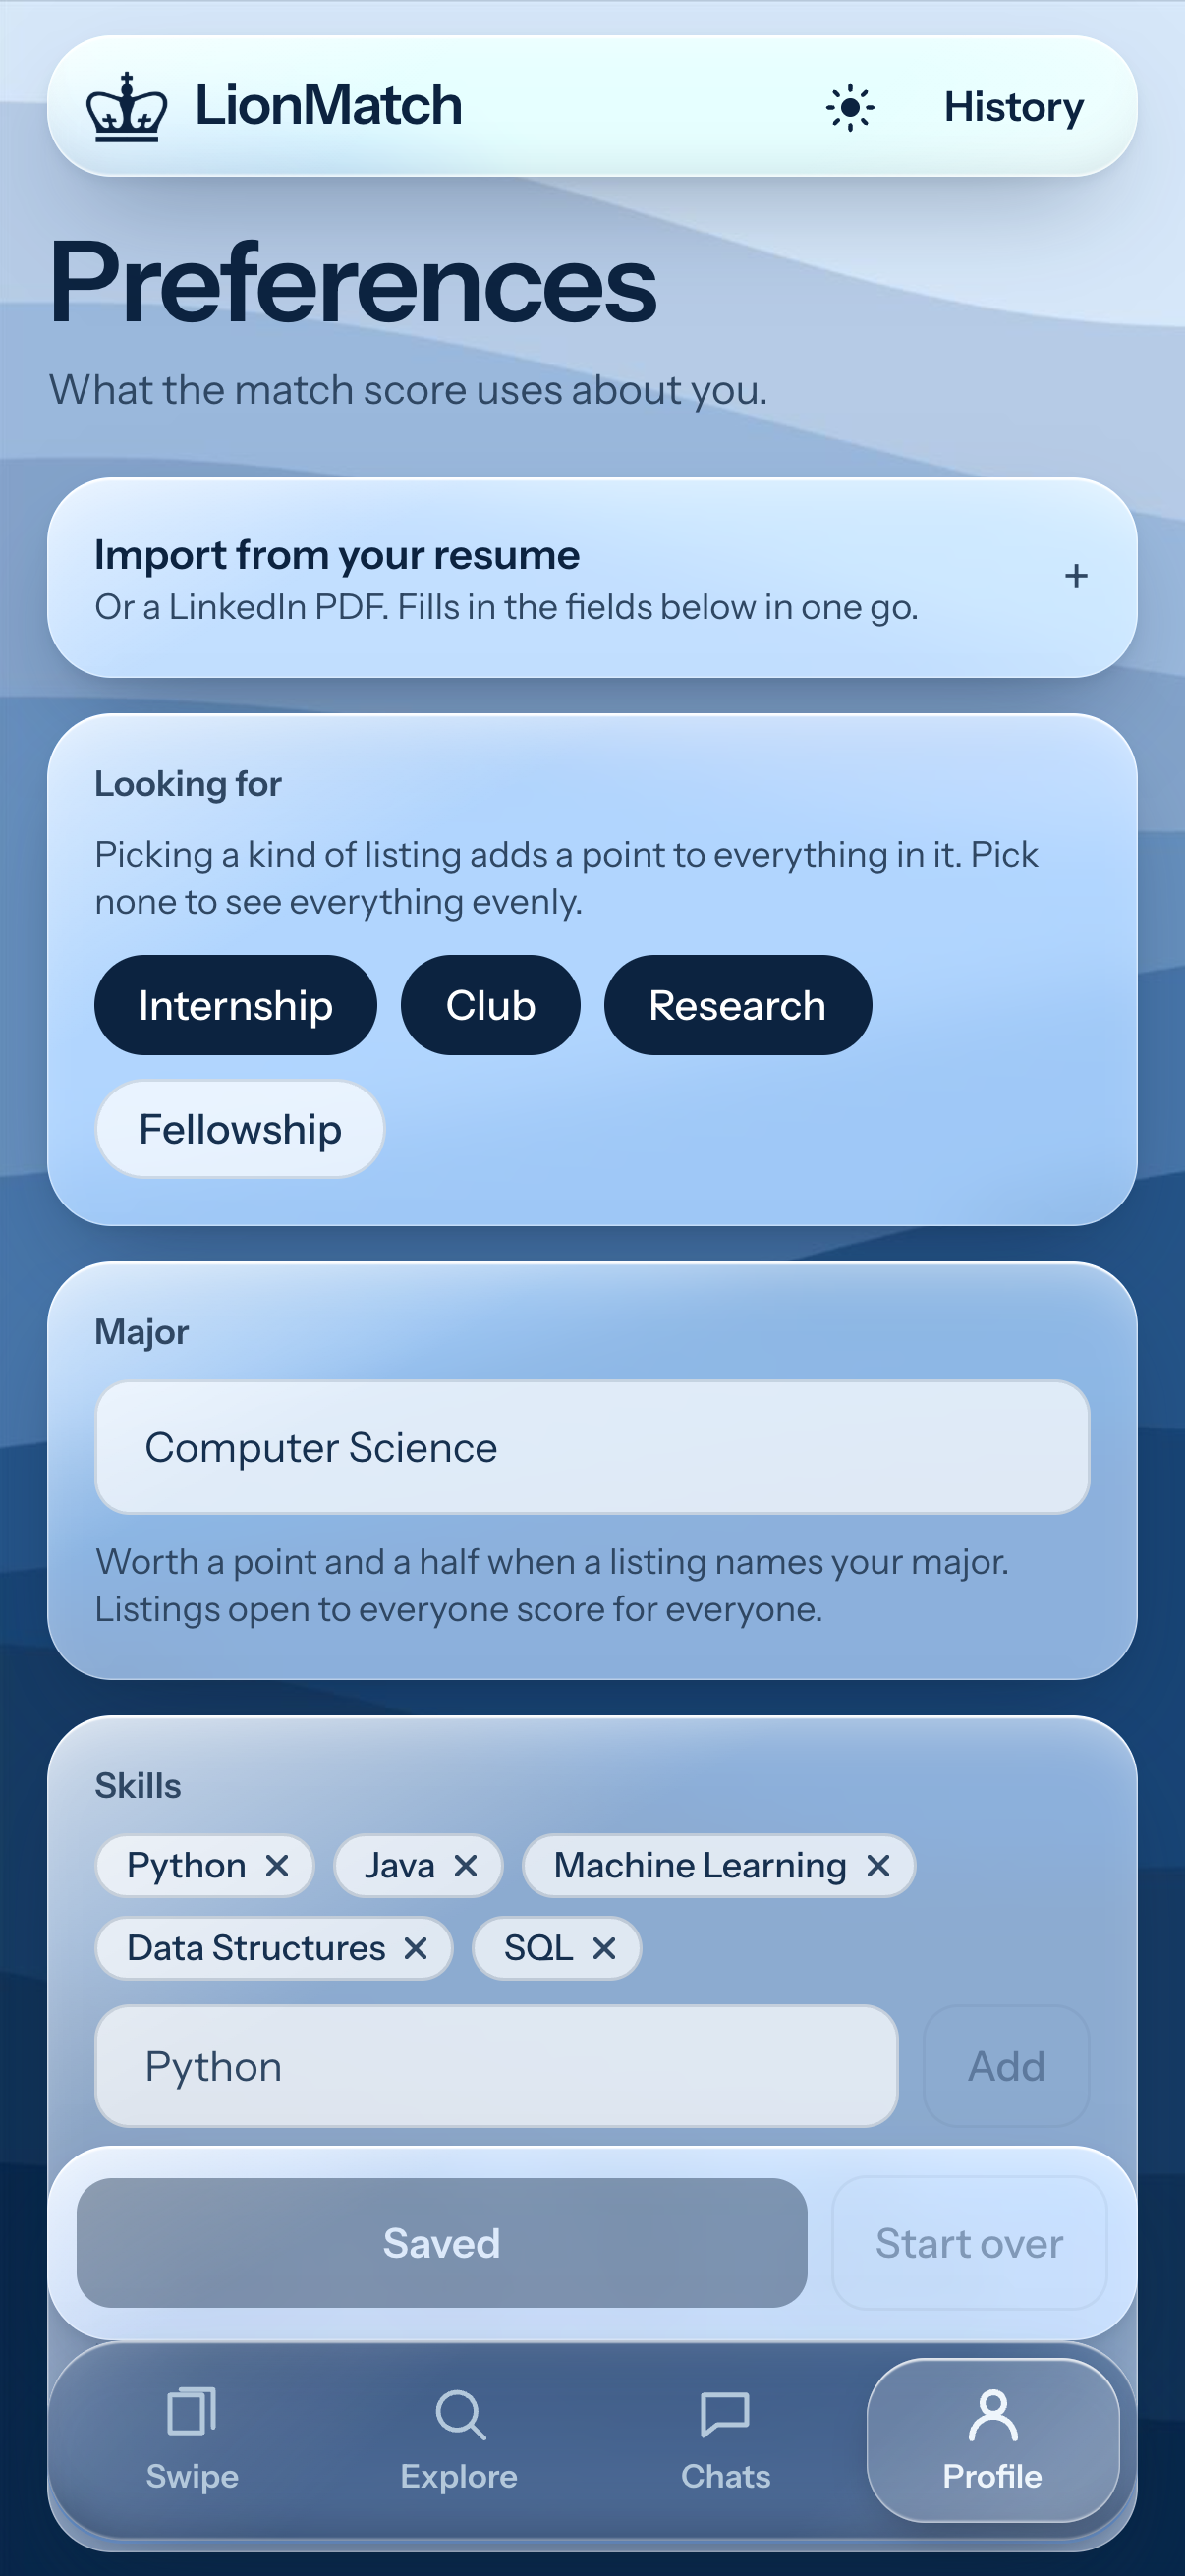 LionMatch
History
Preferences
What the match score uses about you.
Import from your resume
Or a LinkedIn PDF. Fills in the fields below in one go.
+
Looking for
Picking a kind of listing adds a point to everything in it. Pick
none to see everything evenly.
Internship
Club
Research
Fellowship
Major
Computer Science
Worth a point and a half when a listing names your major.
Listings open to everyone score for everyone.
Skills
Python
Java
Machine Learning
Data Structures
SQL
Python
Add
Saved
Start over
Swipe
Explore
Chats
Profile